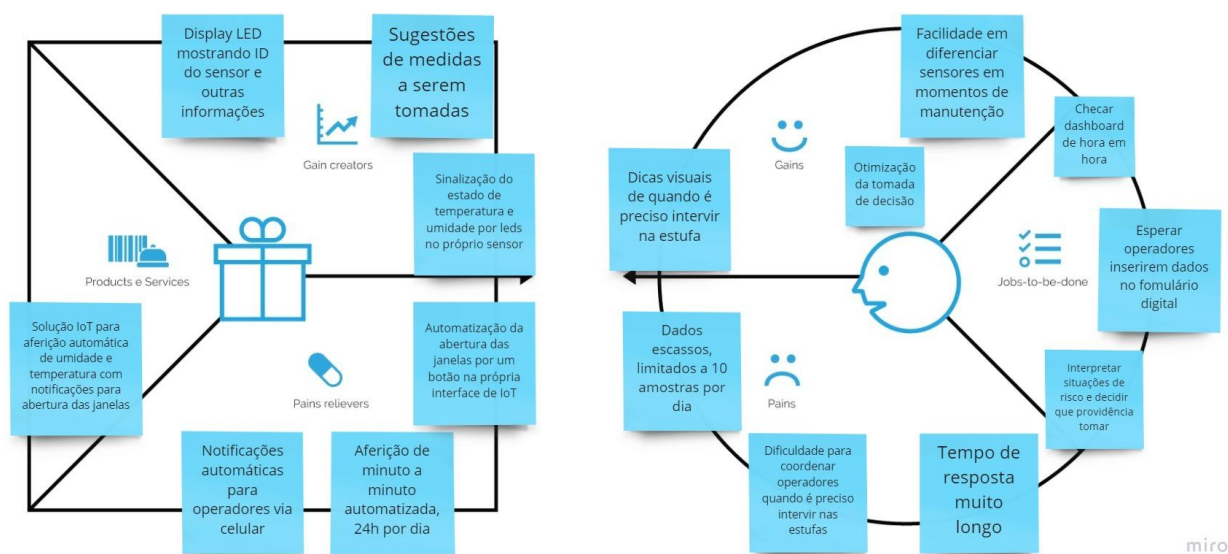 Display LED
mostrando ID
do sensor e
outras
informações
Sugestões
de medidas
a serem
tomadas
Gain creators
Sinalização do
estado de
temperatura e
umidade por leds
no próprio sensor
Products e Services
Solução IoT para
aferição automática
de umidade e
temperatura com
notificações para
abertura das janelas
Automatização da
abertura das
janelas por um
botão na própria
interface de IoT
Pains relievers
Notificações
automáticas
para
operadores via
celular
Aferição de
minuto a
minuto
automatizada,
24h por dia
Facilidade em
diferenciar
sensores em
momentos de
manutenção
Checar
dashboard
de hora em
hora
Gains
Dicas visuais
de quando é
preciso intervir
na estufa
Otimização
da tomada
de decisão
Esperar
operadores
inserirem dados
no fomulário
digital
Jobs-to-be-done
Dados
escassos,
limitados a 10
amostras por
dia
Pains
Interpretar
situações de
risco e decidir
que providência
tomar
Dificuldade para
coordenar
operadores
quando é preciso
intervir nas
estufas
Tempo de
resposta
muito
longo
miro